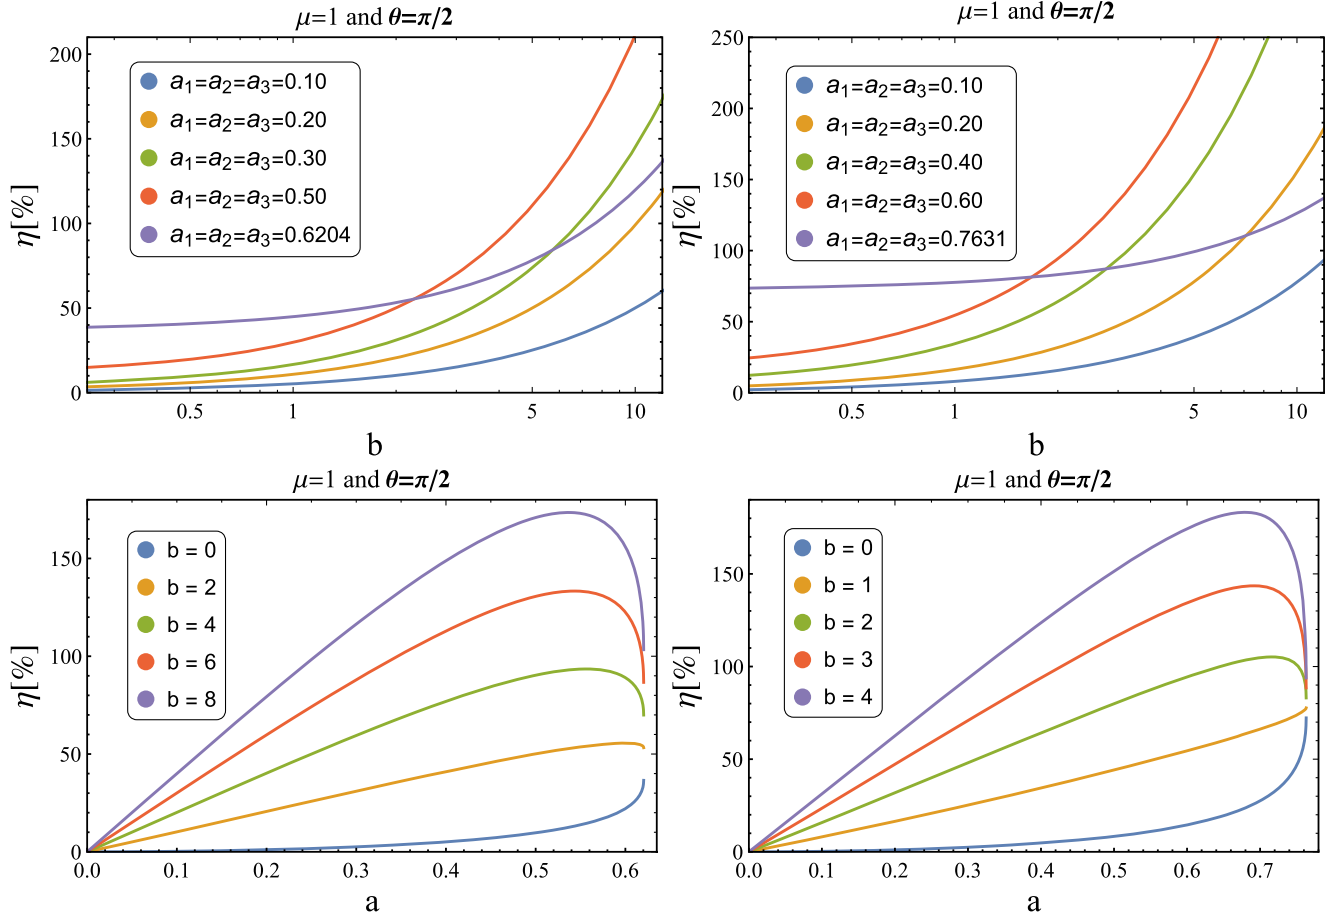 μ=1 and θ=π/2
η[%]
200
150
100
50
0
a1=a2=a3=0.10
a1=a2=a3=0.20
a1=a2=a3=0.30
a1=a2=a3=0.50
a1=a2=a3=0.6204
0.5 1 5 10
b
μ=1 and θ=π/2
η[%]
250
200
150
100
50
0
a1=a2=a3=0.10
a1=a2=a3=0.20
a1=a2=a3=0.40
a1=a2=a3=0.60
a1=a2=a3=0.7631
0.5 1 5 10
b
μ=1 and θ=π/2
η[%]
150
100
50
0
b = 0
b = 2
b = 4
b = 6
b = 8
0.0 0.1 0.2 0.3 0.4 0.5 0.6
a
μ=1 and θ=π/2
η[%]
150
100
50
0
b = 0
b = 1
b = 2
b = 3
b = 4
0.0 0.1 0.2 0.3 0.4 0.5 0.6 0.7
a